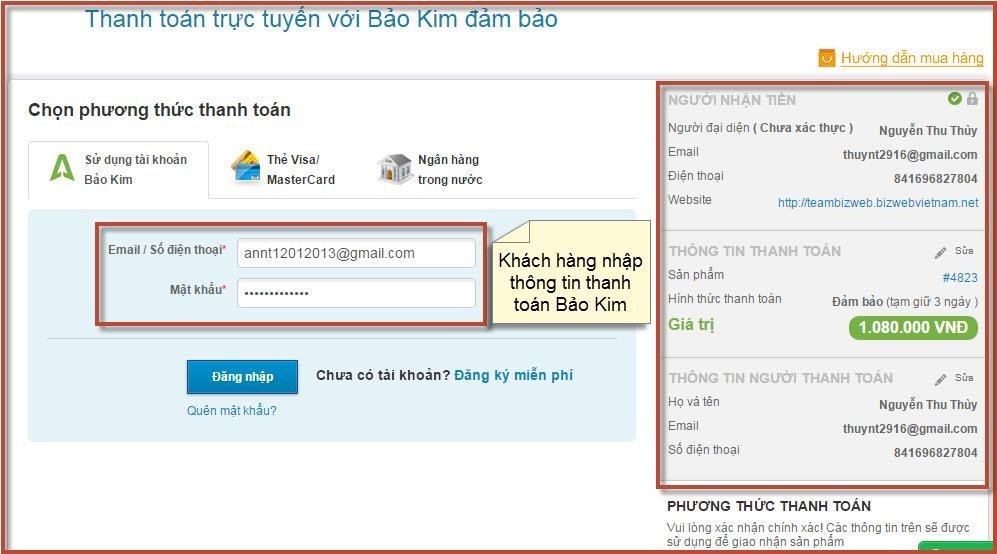 Thanh toán trực tuyến với Bảo Kim đảm bảo
Hướng dẫn mua hàng
Chọn phương thức thanh toán
Sử dụng tài khoản
Bảo Kim
Thẻ Visa/
MasterCard
Ngân hàng
trong nước
Email / Số điện thoại*
annt12012013@gmail.com
Mật khẩu*
•••••••••••••
Khách hàng nhập
thông tin thanh
toán Bảo Kim
Đăng nhập
Chưa có tài khoản? Đăng ký miễn phí
Quên mật khẩu?
NGƯỜI NHẬN TIỀN
Người đại diện ( Chưa xác thực ) Nguyễn Thu Thủy
Email thuynt2916@gmail.com
Điện thoại 841696827804
Website http://teambizweb.bizwebvietnam.net
THÔNG TIN THANH TOÁN Sửa
Sản phẩm #4823
Hình thức thanh toán Đảm bảo (tạm giữ 3 ngày )
Giá trị 1.080.000 VNĐ
THÔNG TIN NGƯỜI THANH TOÁN Sửa
Họ và tên Nguyễn Thu Thủy
Email thuynt2916@gmail.com
Số điện thoại 841696827804
PHƯƠNG THỨC THANH TOÁN
Vui lòng xác nhận chính xác! Các thông tin trên sẽ được
sử dụng để giao nhận sản phẩm